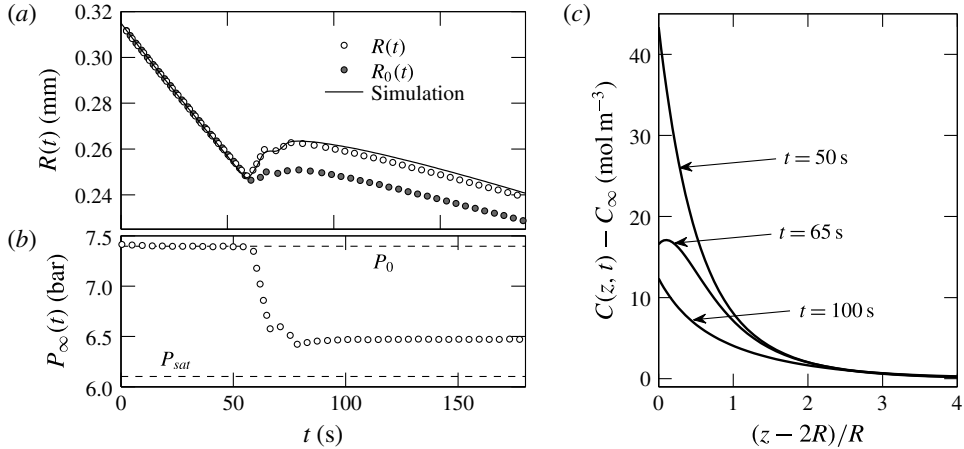 (a)
0.32
0.30
0.28
0.26
0.24
R(t) (mm)
R(t)
R₀(t)
Simulation
(b)
7.5
7.0
6.5
6.0
P∞(t) (bar)
P₀
Pₛₐₜ
0
50
100
150
t (s)
(c)
40
30
20
10
0
C(z, t) − C∞ (mol m⁻³)
t = 50 s
t = 65 s
t = 100 s
0
1
2
3
4
(z − 2R)/R